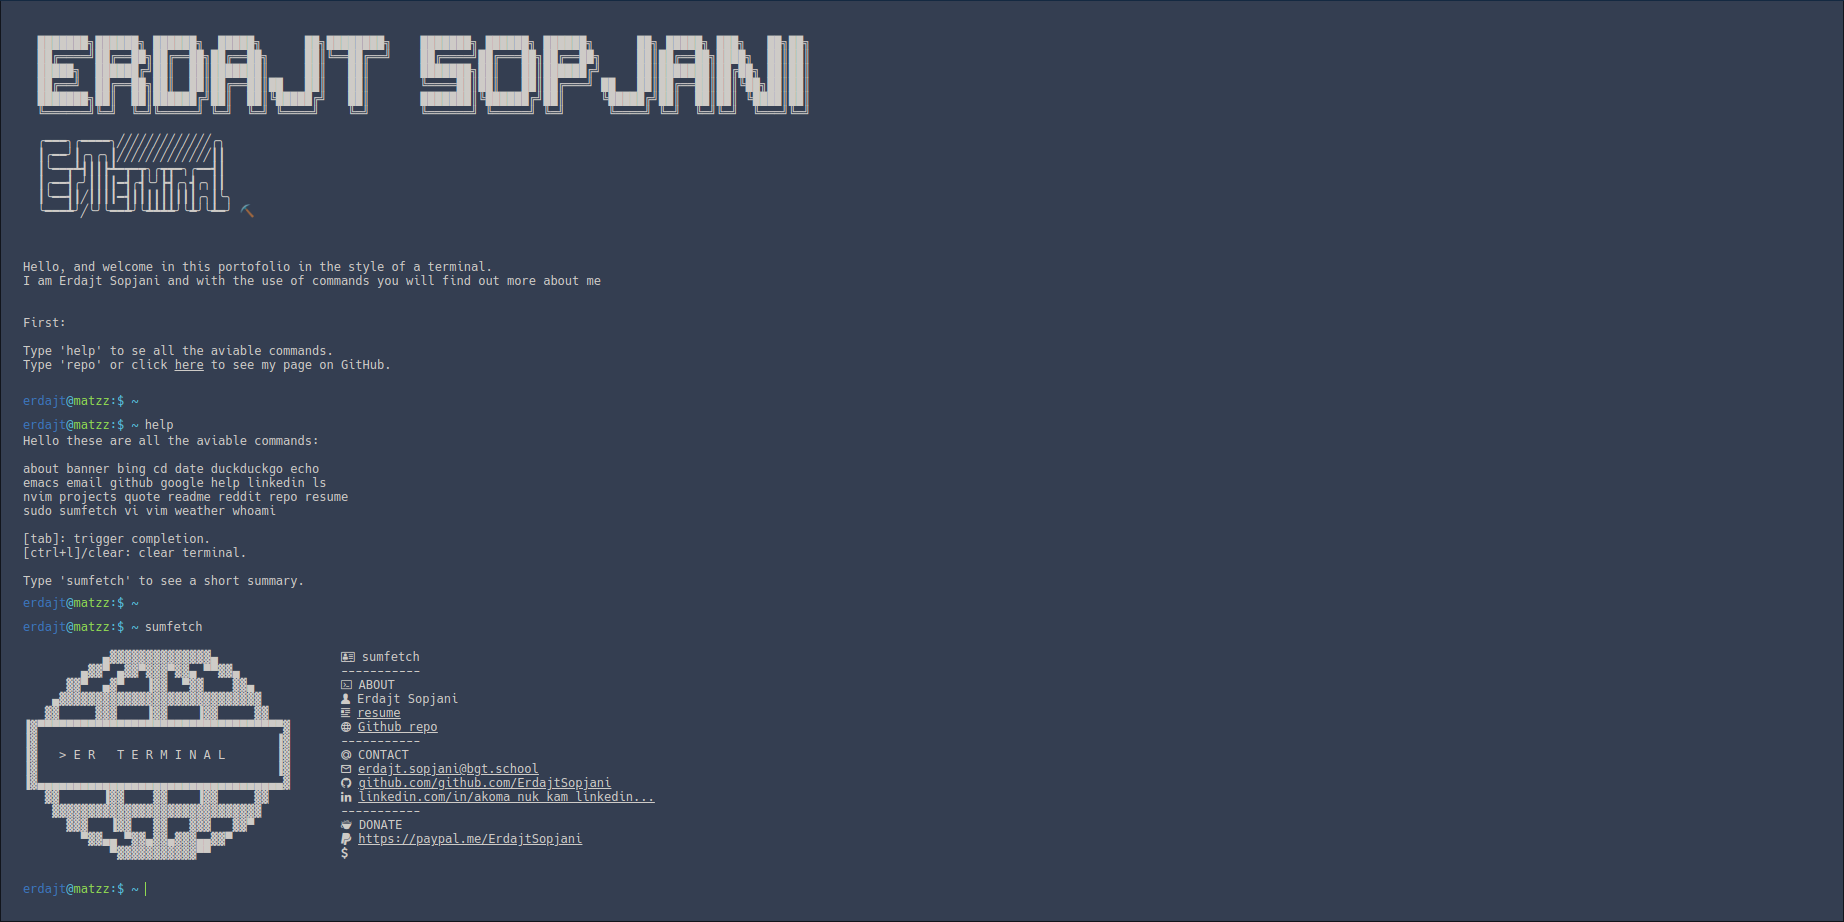 ERDAJT SOPJANI
Hello, and welcome in this portofolio in the style of a terminal.
I am Erdajt Sopjani and with the use of commands you will find out more about me
First:
Type 'help' to se all the aviable commands.
Type 'repo' or click here to see my page on GitHub.
erdajt@matzz:$ ~
erdajt@matzz:$ ~ help
Hello these are all the aviable commands:
about banner bing cd date duckduckgo echo
emacs email github google help linkedin ls
nvim projects quote readme reddit repo resume
sudo sumfetch vi vim weather whoami
[tab]: trigger completion.
[ctrl+l]/clear: clear terminal.
Type 'sumfetch' to see a short summary.
erdajt@matzz:$ ~
erdajt@matzz:$ ~ sumfetch
sumfetch
-----------
ABOUT
Erdajt Sopjani
resume
Github repo
-----------
>ER TERMINAL
CONTACT
erdajt.sopjani@bgt.school
github.com/github.com/ErdajtSopjani
linkedin.com/in/akoma nuk kam linkedin...
-----------
DONATE
https://paypal.me/ErdajtSopjani
$
erdajt@matzz:$ ~